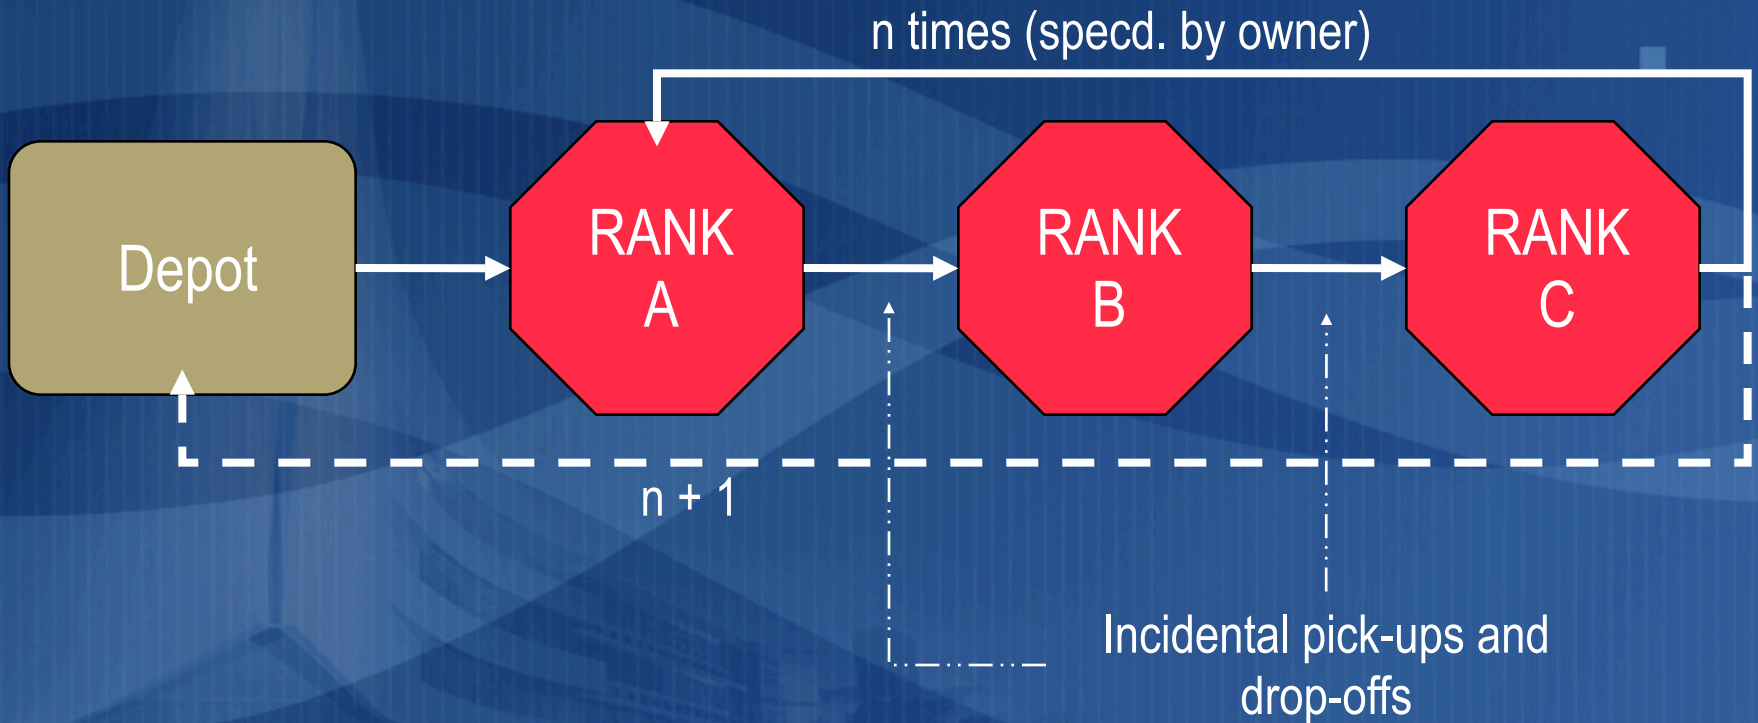 n times (specd. by owner)
Depot
RANK
A
RANK
B
RANK
C
n + 1
Incidental pick-ups and
drop-offs